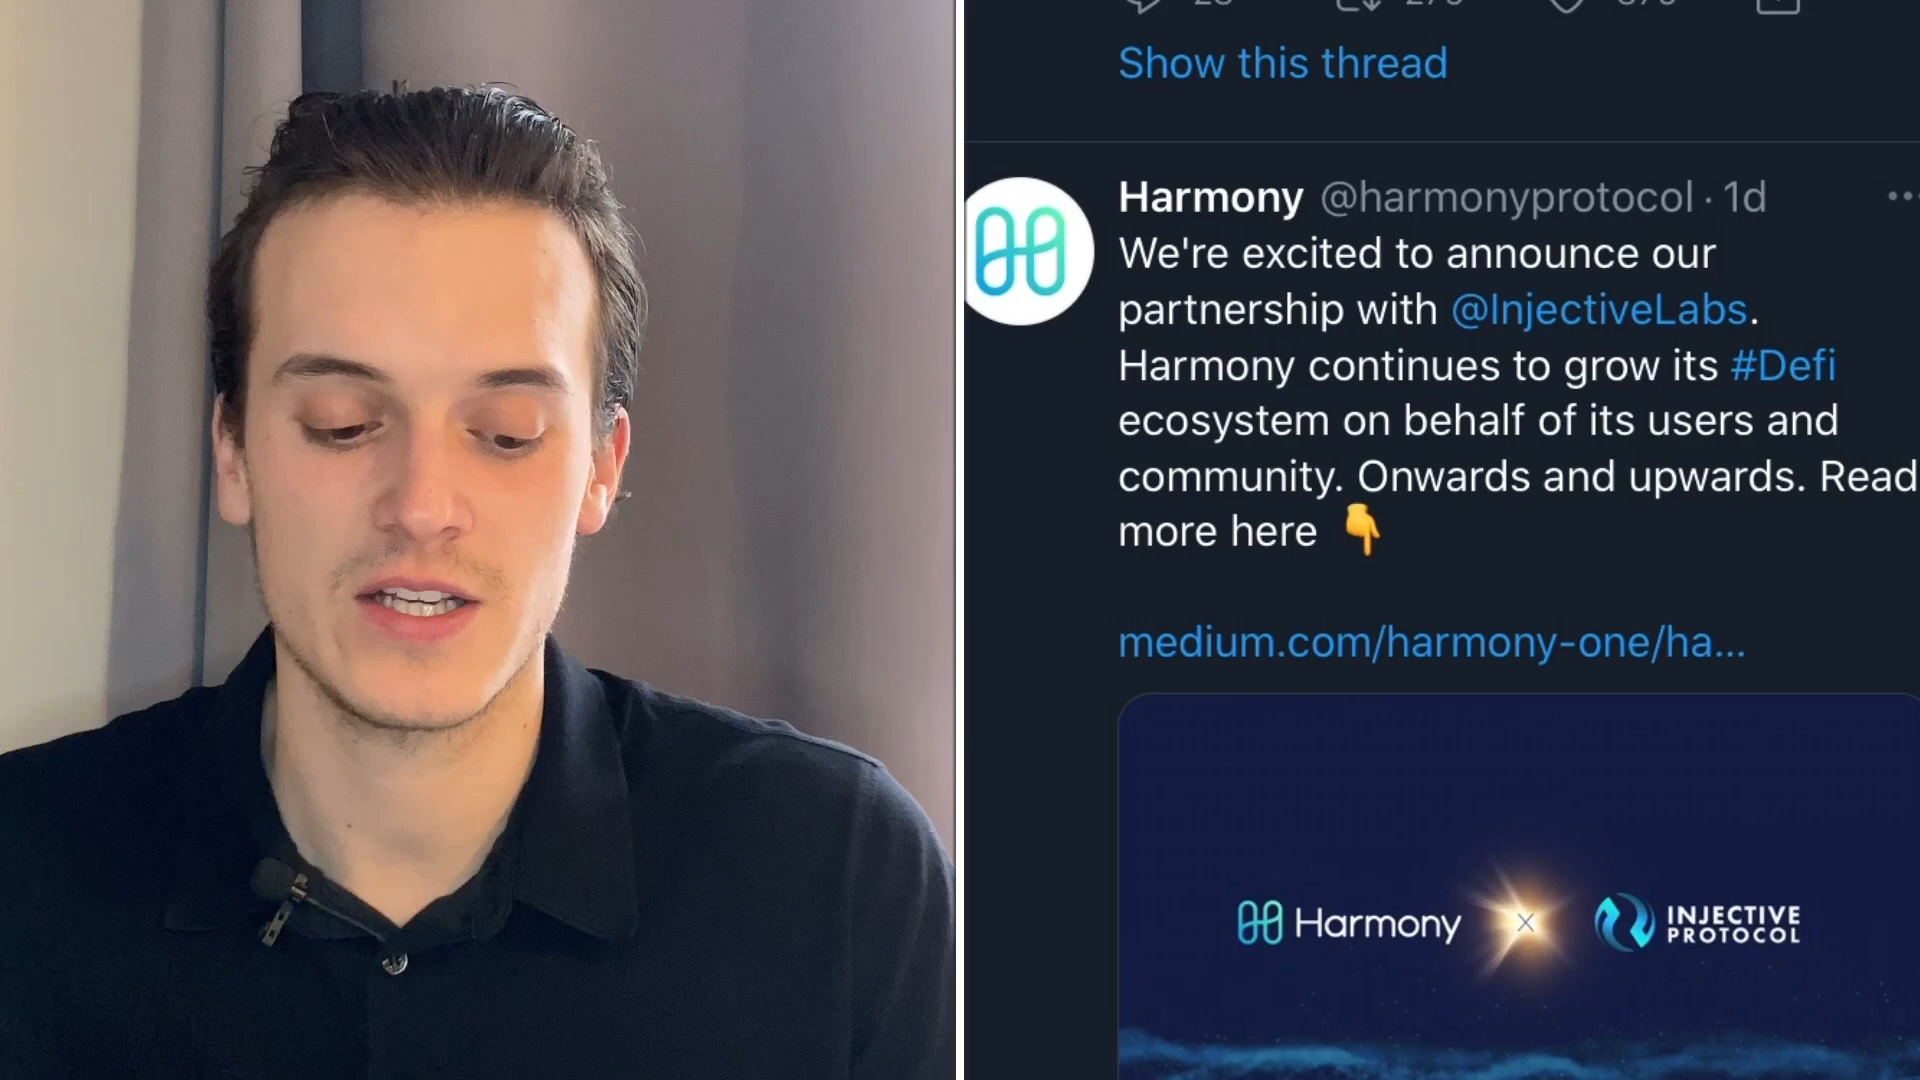 Show this thread
Harmony @harmonyprotocol · 1d
We're excited to announce our
partnership with @InjectiveLabs.
Harmony continues to grow its #Defi
ecosystem on behalf of its users and
community. Onwards and upwards. Read
more here 👇
medium.com/harmony-one/ha...
Harmony x INJECTIVE
PROTOCOL